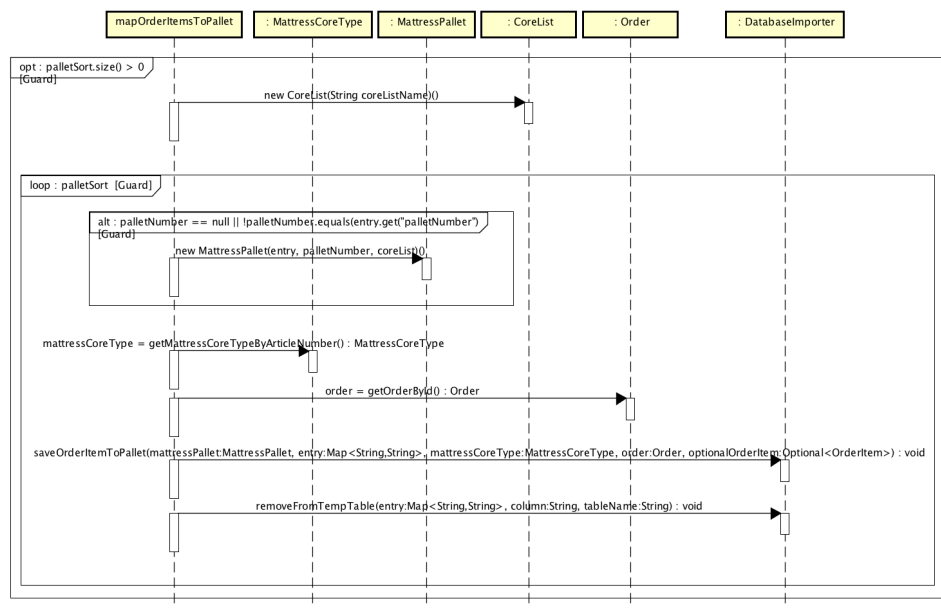 mapOrderItemsToPallet
: MattressCoreType
: MattressPallet
: CoreList
: Order
: DatabaseImporter
opt : palletSort.size() > 0
[Guard]
new CoreList(String coreListName)()
loop : palletSort [Guard]
alt : palletNumber == null || !palletNumber.equals(entry.get("palletNumber")
[Guard]
new MattressPallet(entry, palletNumber, coreList)()
mattressCoreType = getMattressCoreTypeByArticleNumber() : MattressCoreType
order = getOrderById() : Order
saveOrderItemToPallet(mattressPallet:MattressPallet, entry:Map<String,String>, mattressCoreType:MattressCoreType, order:Order, optionalOrderItem:Optional<OrderItem>) : void
removeFromTempTable(entry:Map<String,String>, column:String, tableName:String) : void